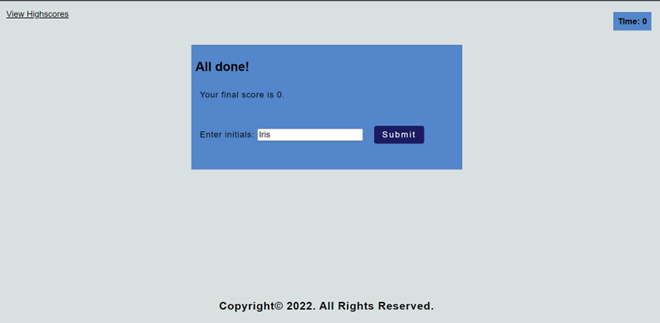 View Highscores
Time: 0
All done!
Your final score is 0.
Enter initials: Iris
Submit
Copyright© 2022. All Rights Reserved.